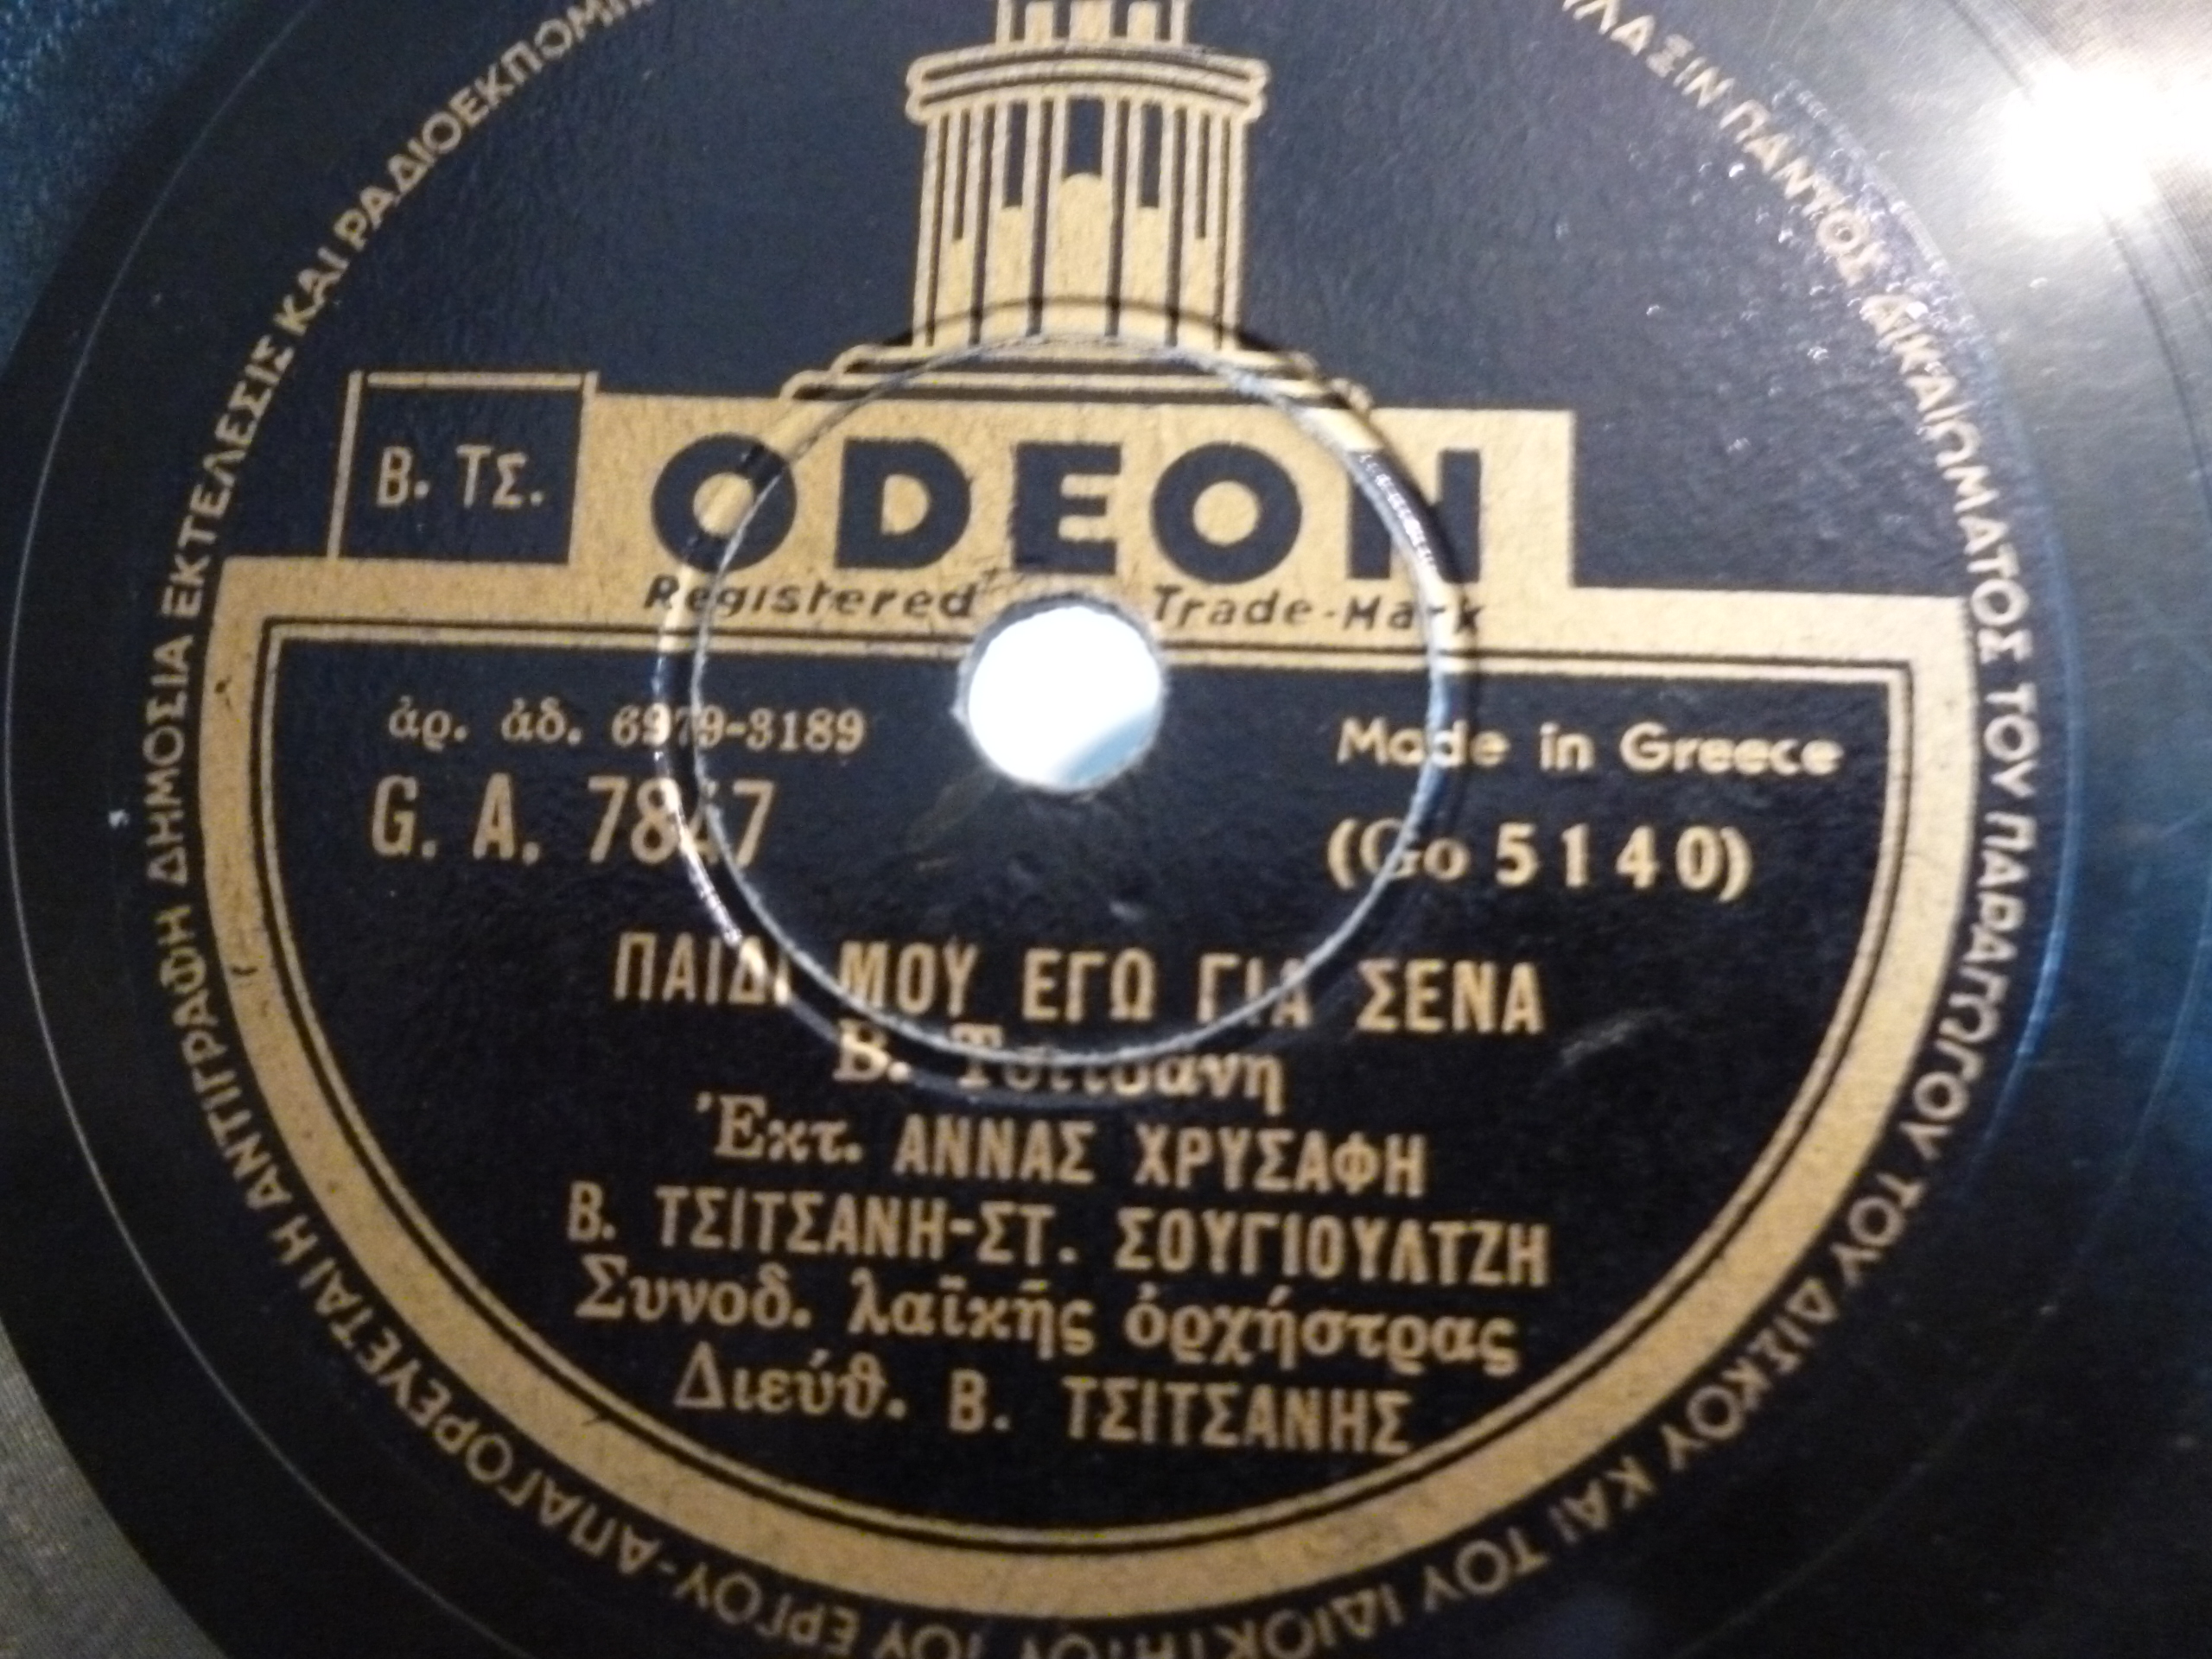 Β. ΤΣ.
ODEON
Registered Trade-Mark
ἀρ. ἀδ. 6979-3189
Made in Greece
G. A. 7847
(Go 5140)
ΠΑΙΔΙ ΜΟΥ ΕΓΩ ΓΙΑ ΣΕΝΑ
Β. Τσιτσάνη
Ἐκτ. ΑΝΝΑΣ ΧΡΥΣΑΦΗ
Β. ΤΣΙΤΣΑΝΗ-ΣΤ. ΣΟΥΓΙΟΥΛΤΖΗ
Συνοδ. λαϊκῆς ὀρχήστρας
Διεύθ. Β. ΤΣΙΤΣΑΝΗΣ
ΠΑΝΤΟΣ ΔΙΚΑΙΩΜΑΤΟΣ ΤΟΥ ΠΑΡΑΓΩΓΟΥ ΤΟΥ ΔΙΣΚΟΥ ΚΑΙ ΤΟΥ ΙΔΙΟΚΤΗΤΟΥ ΤΟΥ ΕΡΓΟΥ-ΑΠΑΓΟΡΕΥΕΤΑΙ Η ΑΝΤΙΓΡΑΦΗ ΔΗΜΟΣΙΑ ΕΚΤΕΛΕΣΙΣ ΚΑΙ